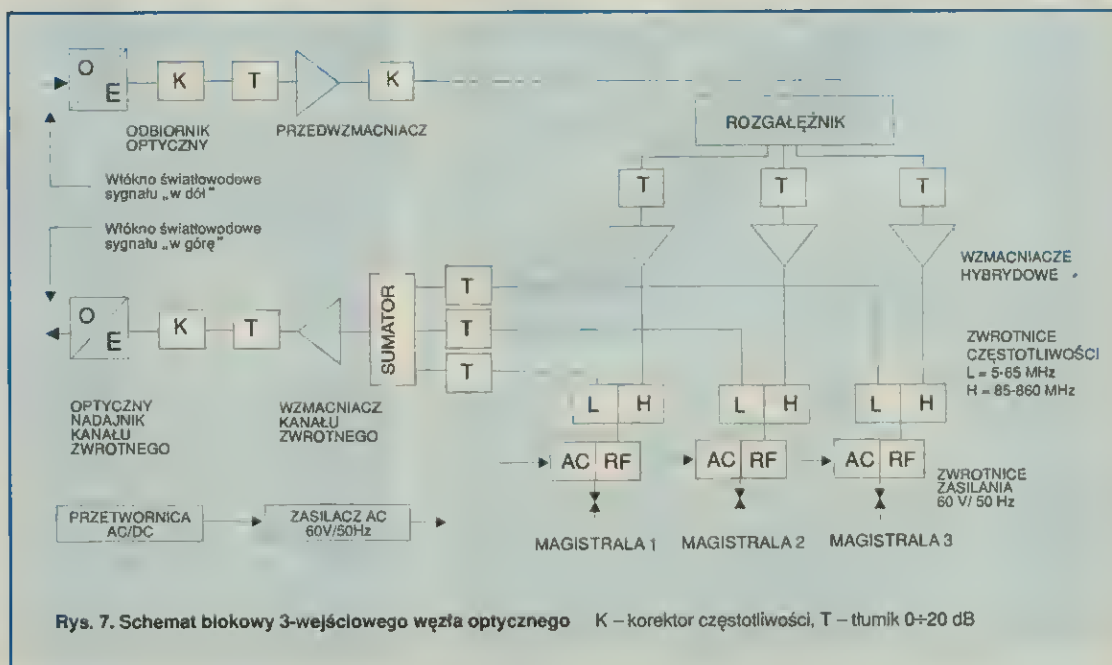 O
E
K
T
K
ODBIORNIK
OPTYCZNY
PRZEDWZMACNIACZ
ROZGAŁĘŹNIK
Włókno światłowodowe
sygnału „w dół"
T
T
T
Włókno światłowodowe
sygnału „w górę"
WZMACNIACZE
HYBRYDOWE
O
E
K
T
SUMATOR
T
T
T
ZWROTNICE
CZĘSTOTLIWOŚCI
L = 5-65 MHz
H = 85-860 MHz
L H
L H
L H
OPTYCZNY
NADAJNIK
KANAŁU
ZWROTNEGO
WZMACNIACZ
KANAŁU
ZWROTNEGO
AC RF
AC RF
AC RF
ZWROTNICE
ZASILANIA
60 V/ 50 Hz
PRZETWORNICA
AC/DC
ZASILACZ AC
60V/50Hz
MAGISTRALA 1
MAGISTRALA 2
MAGISTRALA 3
Rys. 7. Schemat blokowy 3-wejściowego węzła optycznego K – korektor częstotliwości, T – tłumik 0÷20 dB